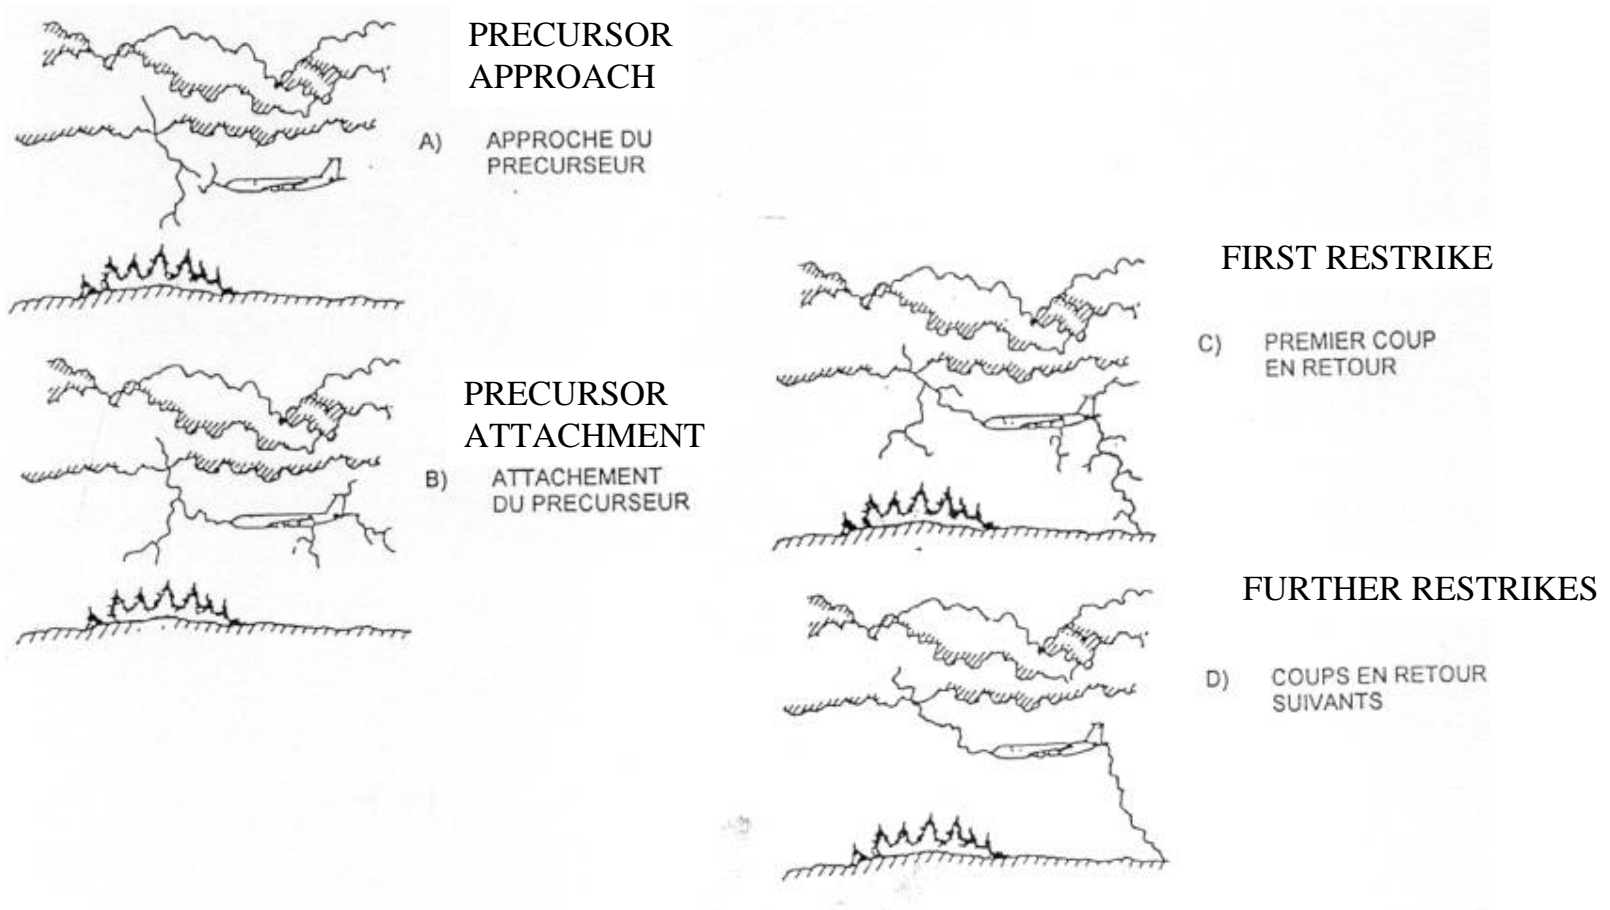 PRECURSOR
APPROACH
A) APPROCHE DU
PRECURSEUR
PRECURSOR
ATTACHMENT
B) ATTACHEMENT
DU PRECURSEUR
FIRST RESTRIKE
C) PREMIER COUP
EN RETOUR
FURTHER RESTRIKES
D) COUPS EN RETOUR
SUIVANTS